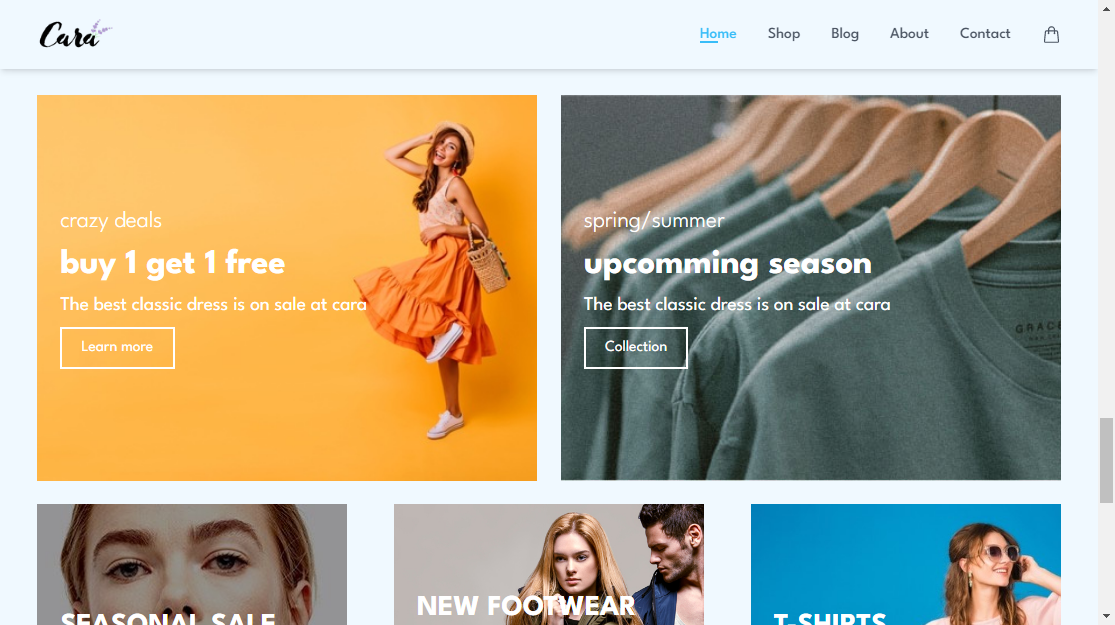 Cara
Home Shop Blog About Contact
crazy deals
buy 1 get 1 free
The best classic dress is on sale at cara
Learn more
spring/summer
upcomming season
The best classic dress is on sale at cara
Collection
GRACE
SEASONAL SALE
NEW FOOTWEAR
T-SHIRTS